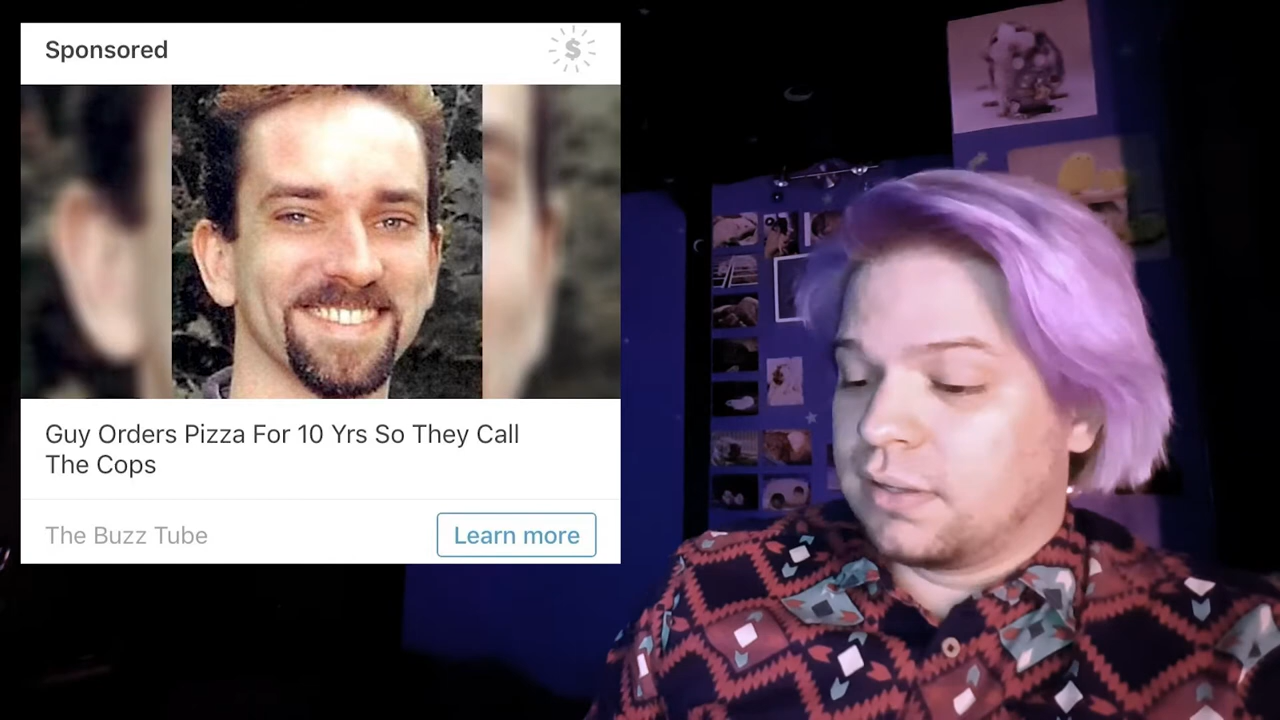 Sponsored
$
Guy Orders Pizza For 10 Yrs So They Call
The Cops
The Buzz Tube
Learn more